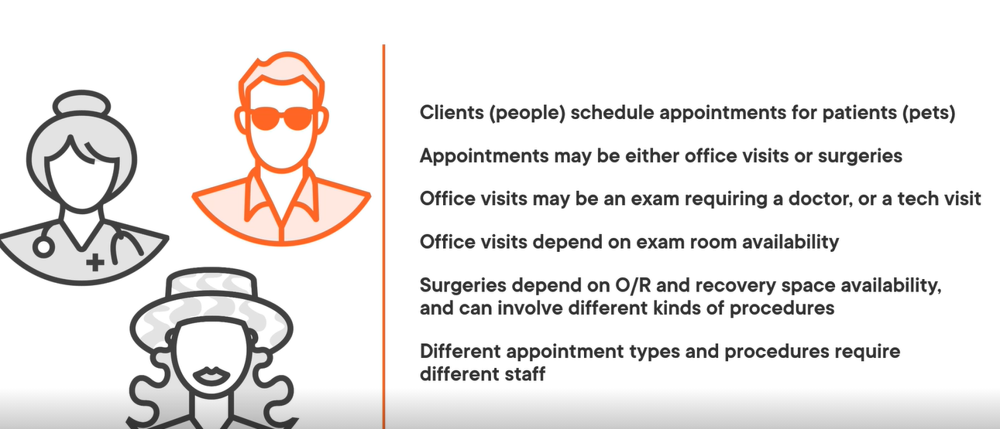 Clients (people) schedule appointments for patients (pets)
Appointments may be either office visits or surgeries
Office visits may be an exam requiring a doctor, or a tech visit
Office visits depend on exam room availability
Surgeries depend on O/R and recovery space availability,
and can involve different kinds of procedures
Different appointment types and procedures require
different staff